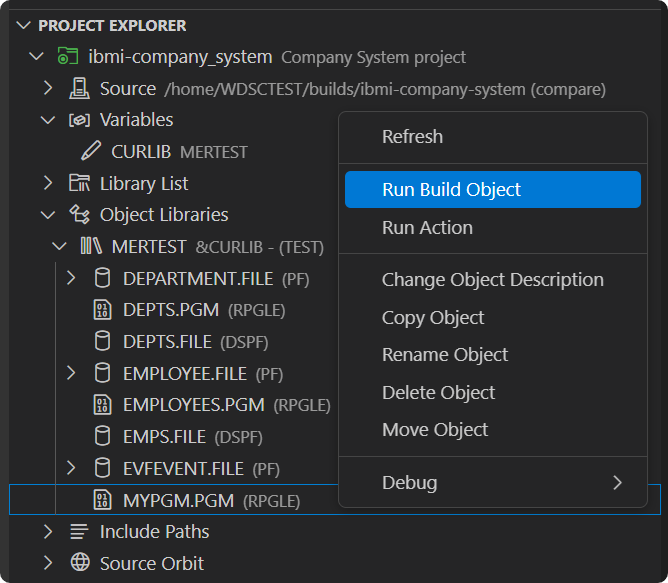 PROJECT EXPLORER
ibmi-company_system Company System project
Source /home/WDSCTEST/builds/ibmi-company-system (compare)
Variables
CURLIB MERTEST
Library List
Object Libraries
MERTEST &CURLIB - (TEST)
DEPARTMENT.FILE (PF)
DEPTS.PGM (RPGLE)
DEPTS.FILE (DSPF)
EMPLOYEE.FILE (PF)
EMPLOYEES.PGM (RPGLE)
EMPS.FILE (DSPF)
EVFEVENT.FILE (PF)
MYPGM.PGM (RPGLE)
Include Paths
Source Orbit
Refresh
Run Build Object
Run Action
Change Object Description
Copy Object
Rename Object
Delete Object
Move Object
Debug